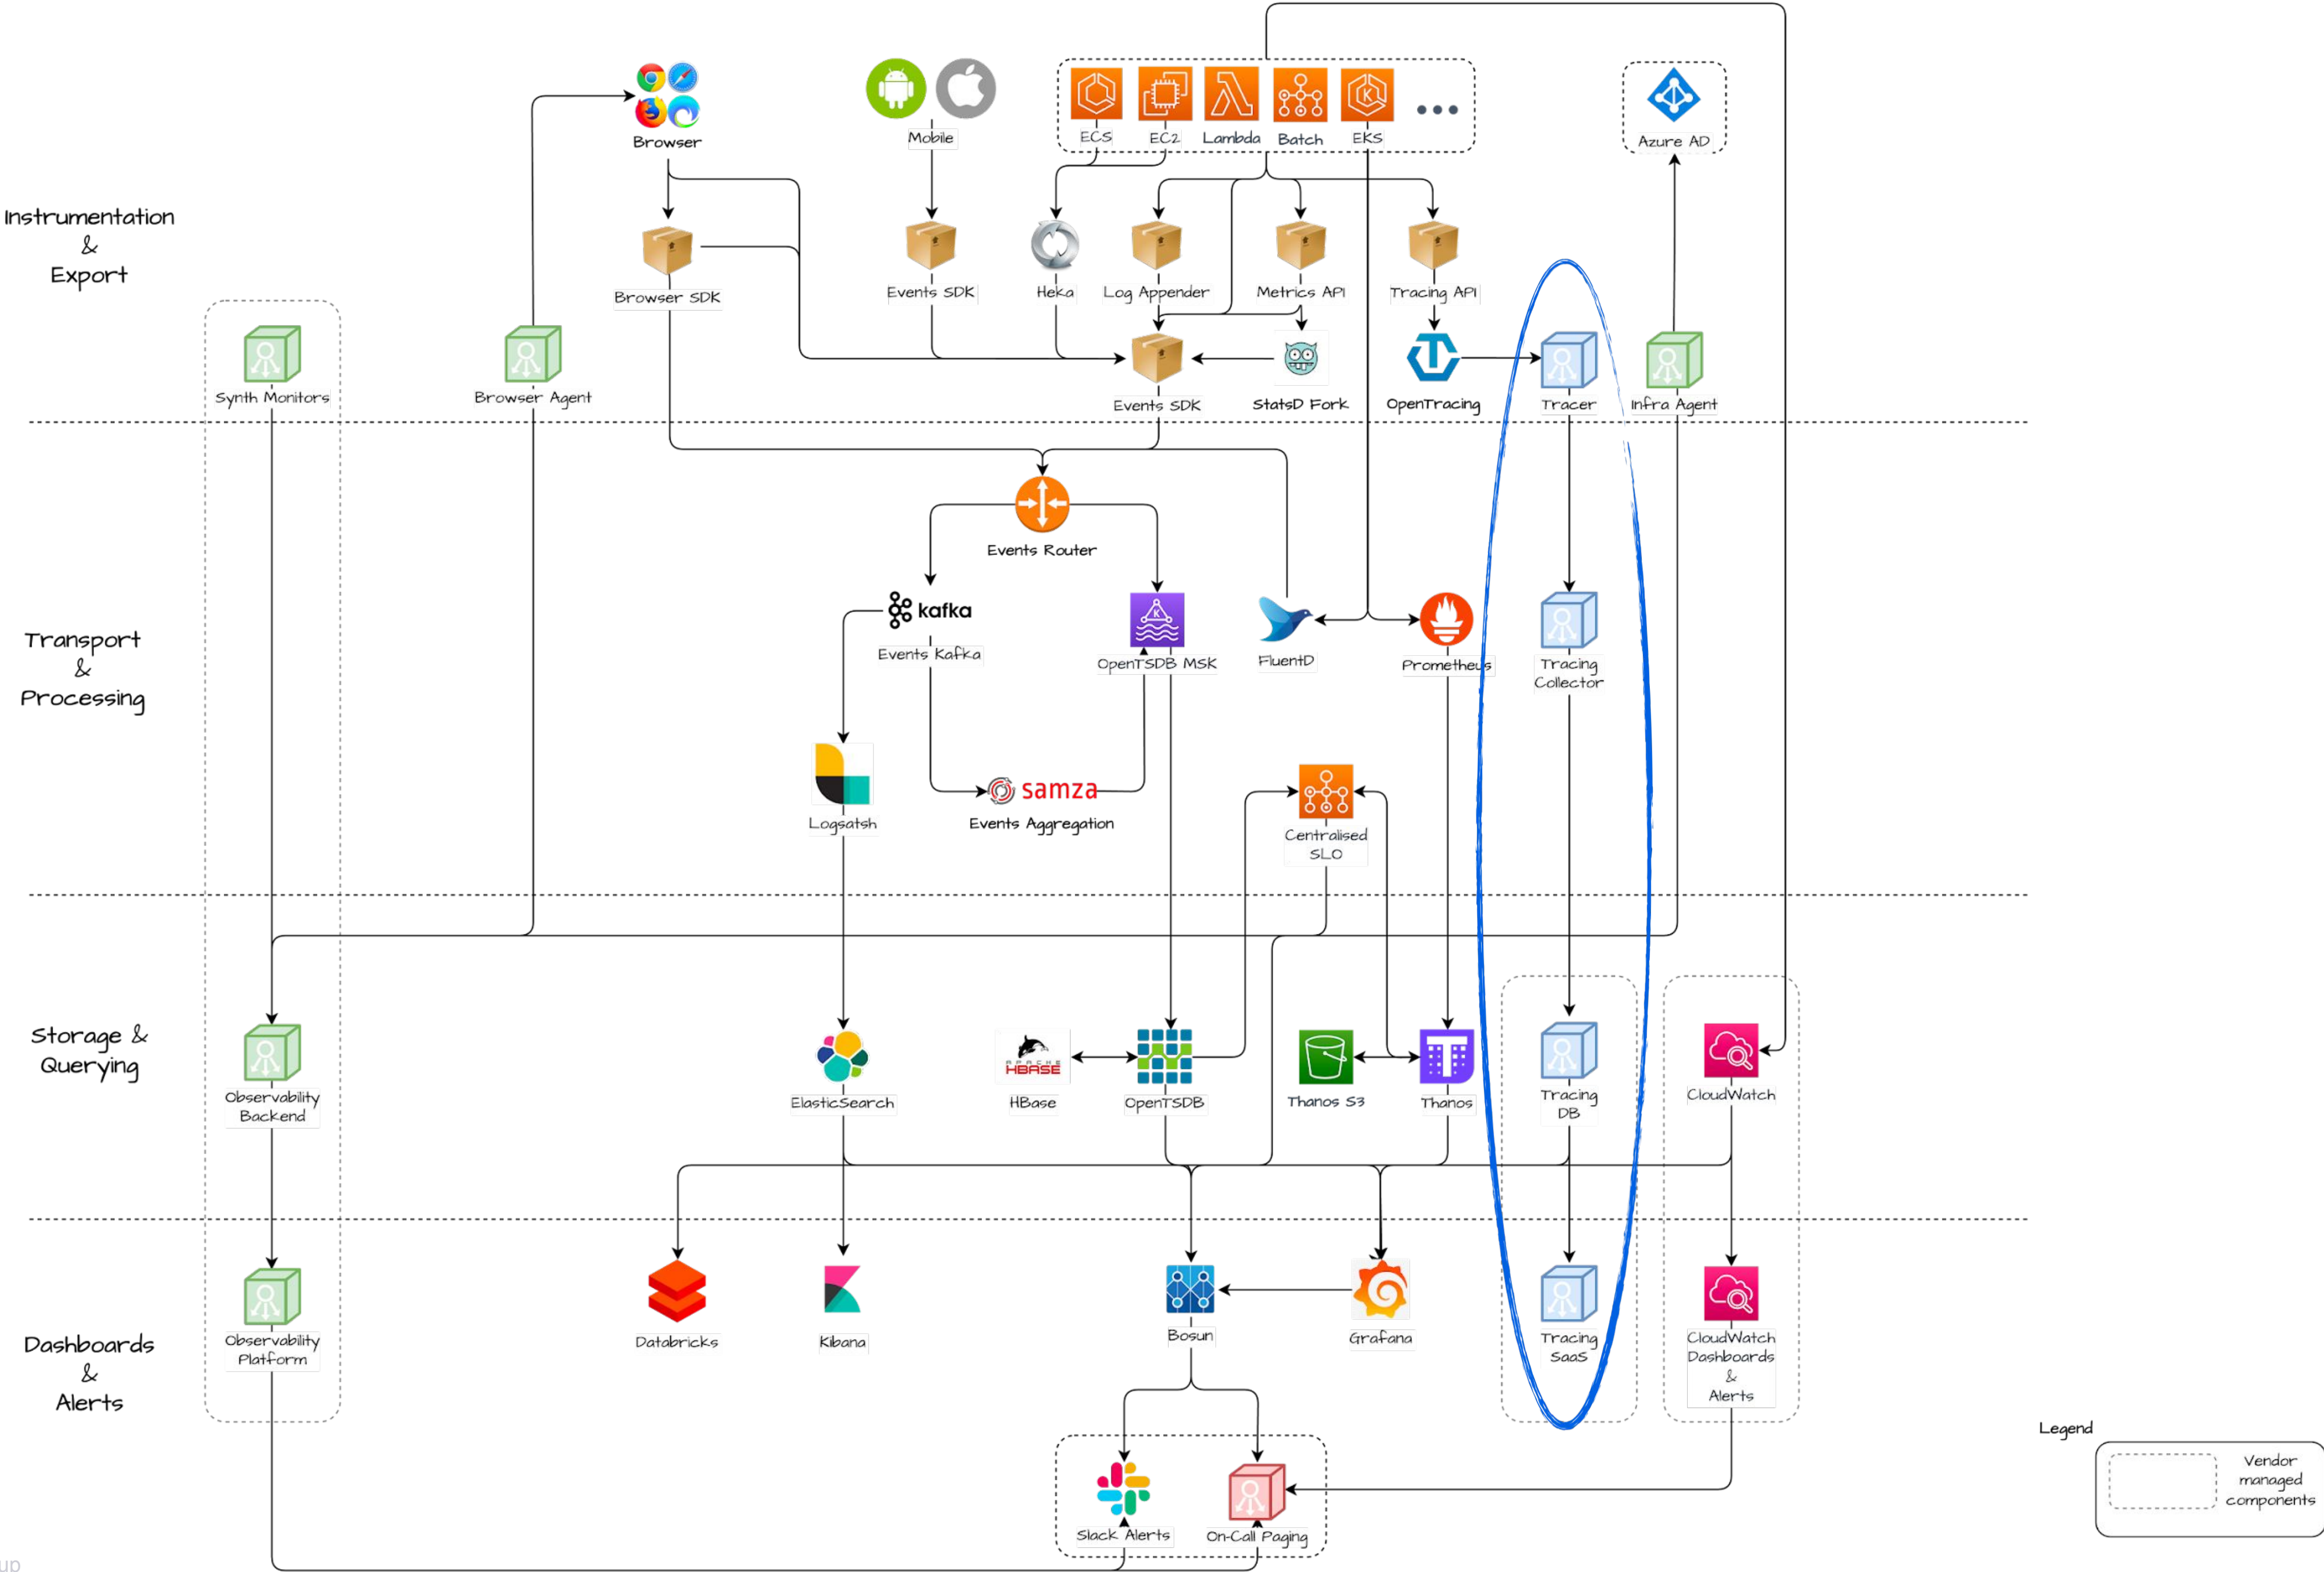 Browser
Mobile
ECS
EC2
Lambda
Batch
EKS
Azure AD
Instrumentation
&
Export
Browser SDK
Events SDK
Heka
Log Appender
Metrics API
Tracing API
Synth Monitors
Browser Agent
Events SDK
StatsD Fork
OpenTracing
Tracer
Infra Agent
Events Router
Transport
&
Processing
kafka
Events Kafka
K
OpenTSDB MSK
FluentD
Prometheus
Tracing
Collector
Logsatsh
samza
Events Aggregation
Centralised
SLO
Storage &
Querying
Observability
Backend
ElasticSearch
APACHE
HBASE
HBase
OpenTSDB
Thanos S3
Thanos
Tracing
DB
CloudWatch
Dashboards
&
Alerts
Observability
Platform
Databricks
Kibana
Bosun
Grafana
Tracing
SaaS
CloudWatch
Dashboards
&
Alerts
Slack Alerts
On-Call Paging
Legend
Vendor
managed
components
up